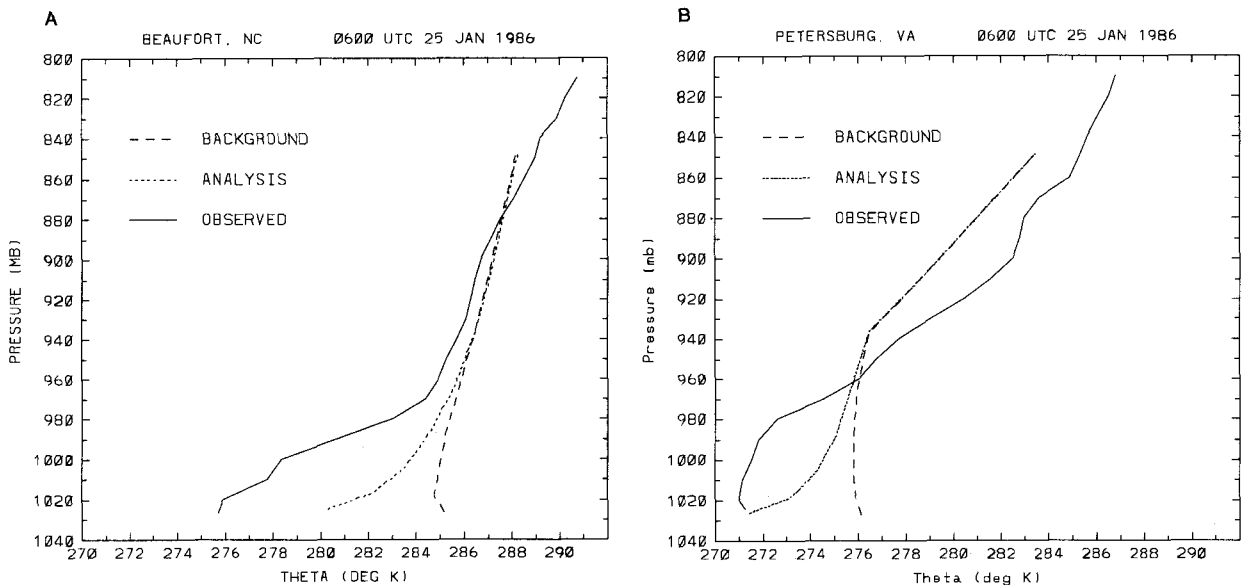 A
BEAUFORT, NC 0600 UTC 25 JAN 1986
800
820
840
860
880
900
920
940
960
980
1000
1020
1040
PRESSURE (MB)
BACKGROUND
ANALYSIS
OBSERVED
270 272 274 276 278 280 282 284 286 288 290
THETA (DEG K)
B
PETERSBURG, VA 0600 UTC 25 JAN 1986
800
820
840
860
880
900
920
940
960
980
1000
1020
1040
Pressure (mb)
BACKGROUND
ANALYSIS
OBSERVED
270 272 274 276 278 280 282 284 286 288 290
Theta (deg K)